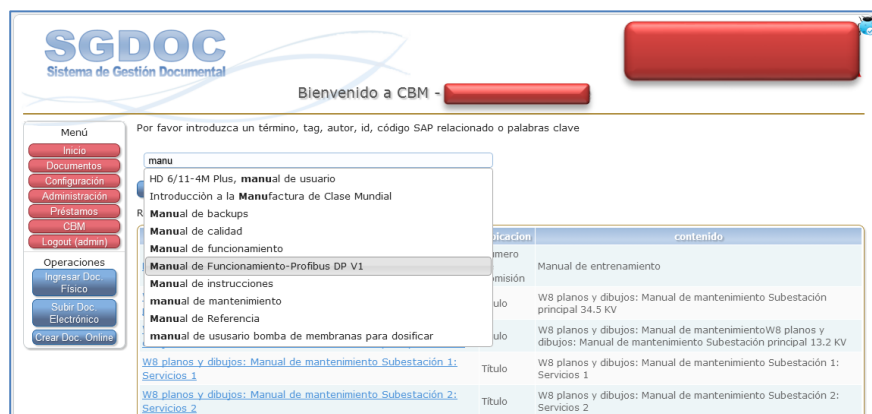 SGDOC
Sistema de Gestión Documental
Bienvenido a CBM -
Menú
Inicio
Documentos
Configuración
Administración
Préstamos
CBM
Logout (admin)
Operaciones
Ingresar Doc.
Físico
Subir Doc.
Electrónico
Crear Doc. Online
Por favor introduzca un término, tag, autor, id, código SAP relacionado o palabras clave
manu
HD 6/11-4M Plus, manual de usuario
Introducciòn a la Manufactura de Clase Mundial
Manual de backups
Manual de calidad
Manual de funcionamiento
Manual de Funcionamiento-Profibus DP V1
Manual de instrucciones
manual de mantenimiento
Manual de Referencia
manual de ususario bomba de membranas para dosificar
contenido
Manual de entrenamiento
W8 planos y dibujos: Manual de mantenimiento Subestación
principal 34.5 KV
W8 planos y dibujos: Manual de mantenimientoW8 planos y
dibujos: Manual de mantenimiento Subestación principal 13.2 KV
W8 planos y dibujos: Manual de mantenimiento Subestación 1:
Servicios 1
Título
W8 planos y dibujos: Manual de mantenimiento Subestación 1:
Servicios 1
W8 planos y dibujos: Manual de mantenimiento Subestación 2:
Servicios 2
Título
W8 planos y dibujos: Manual de mantenimiento Subestación 2:
Servicios 2